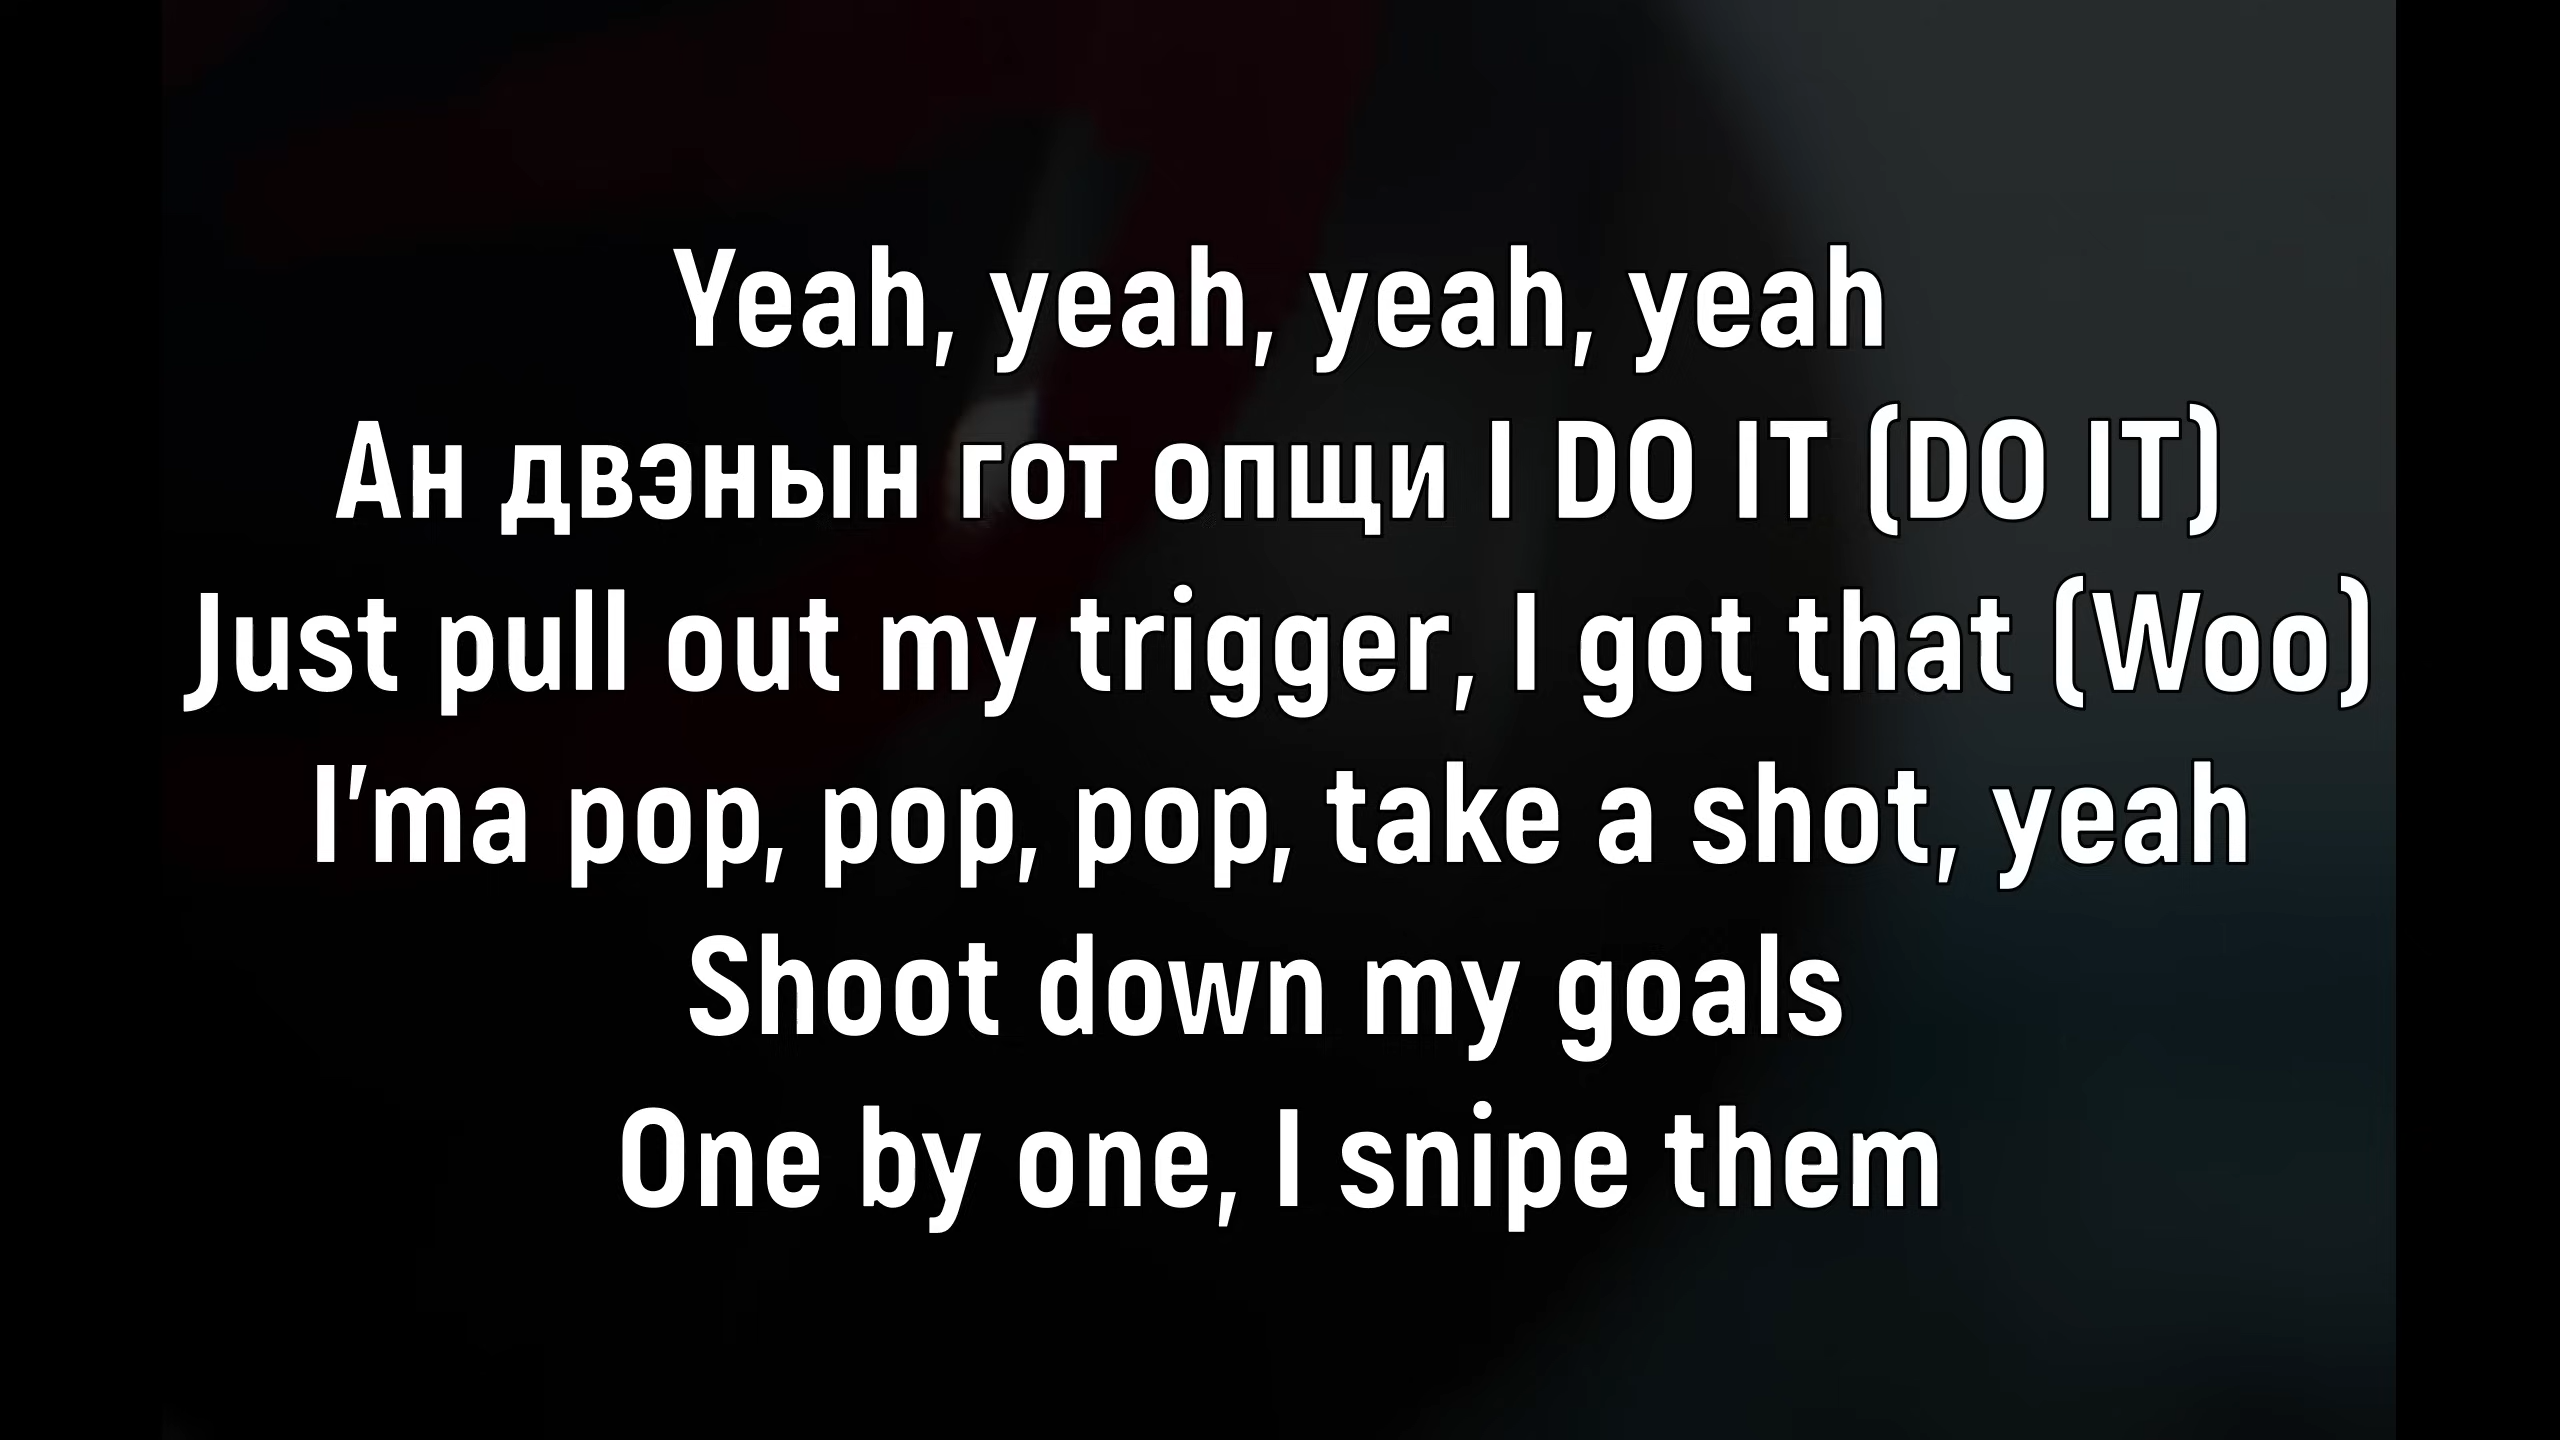 Yeah, yeah, yeah, yeah
Ан двэнын гот опщи I DO IT (DO IT)
Just pull out my trigger, I got that (Woo)
I'ma pop, pop, pop, take a shot, yeah
Shoot down my goals
One by one, I snipe them